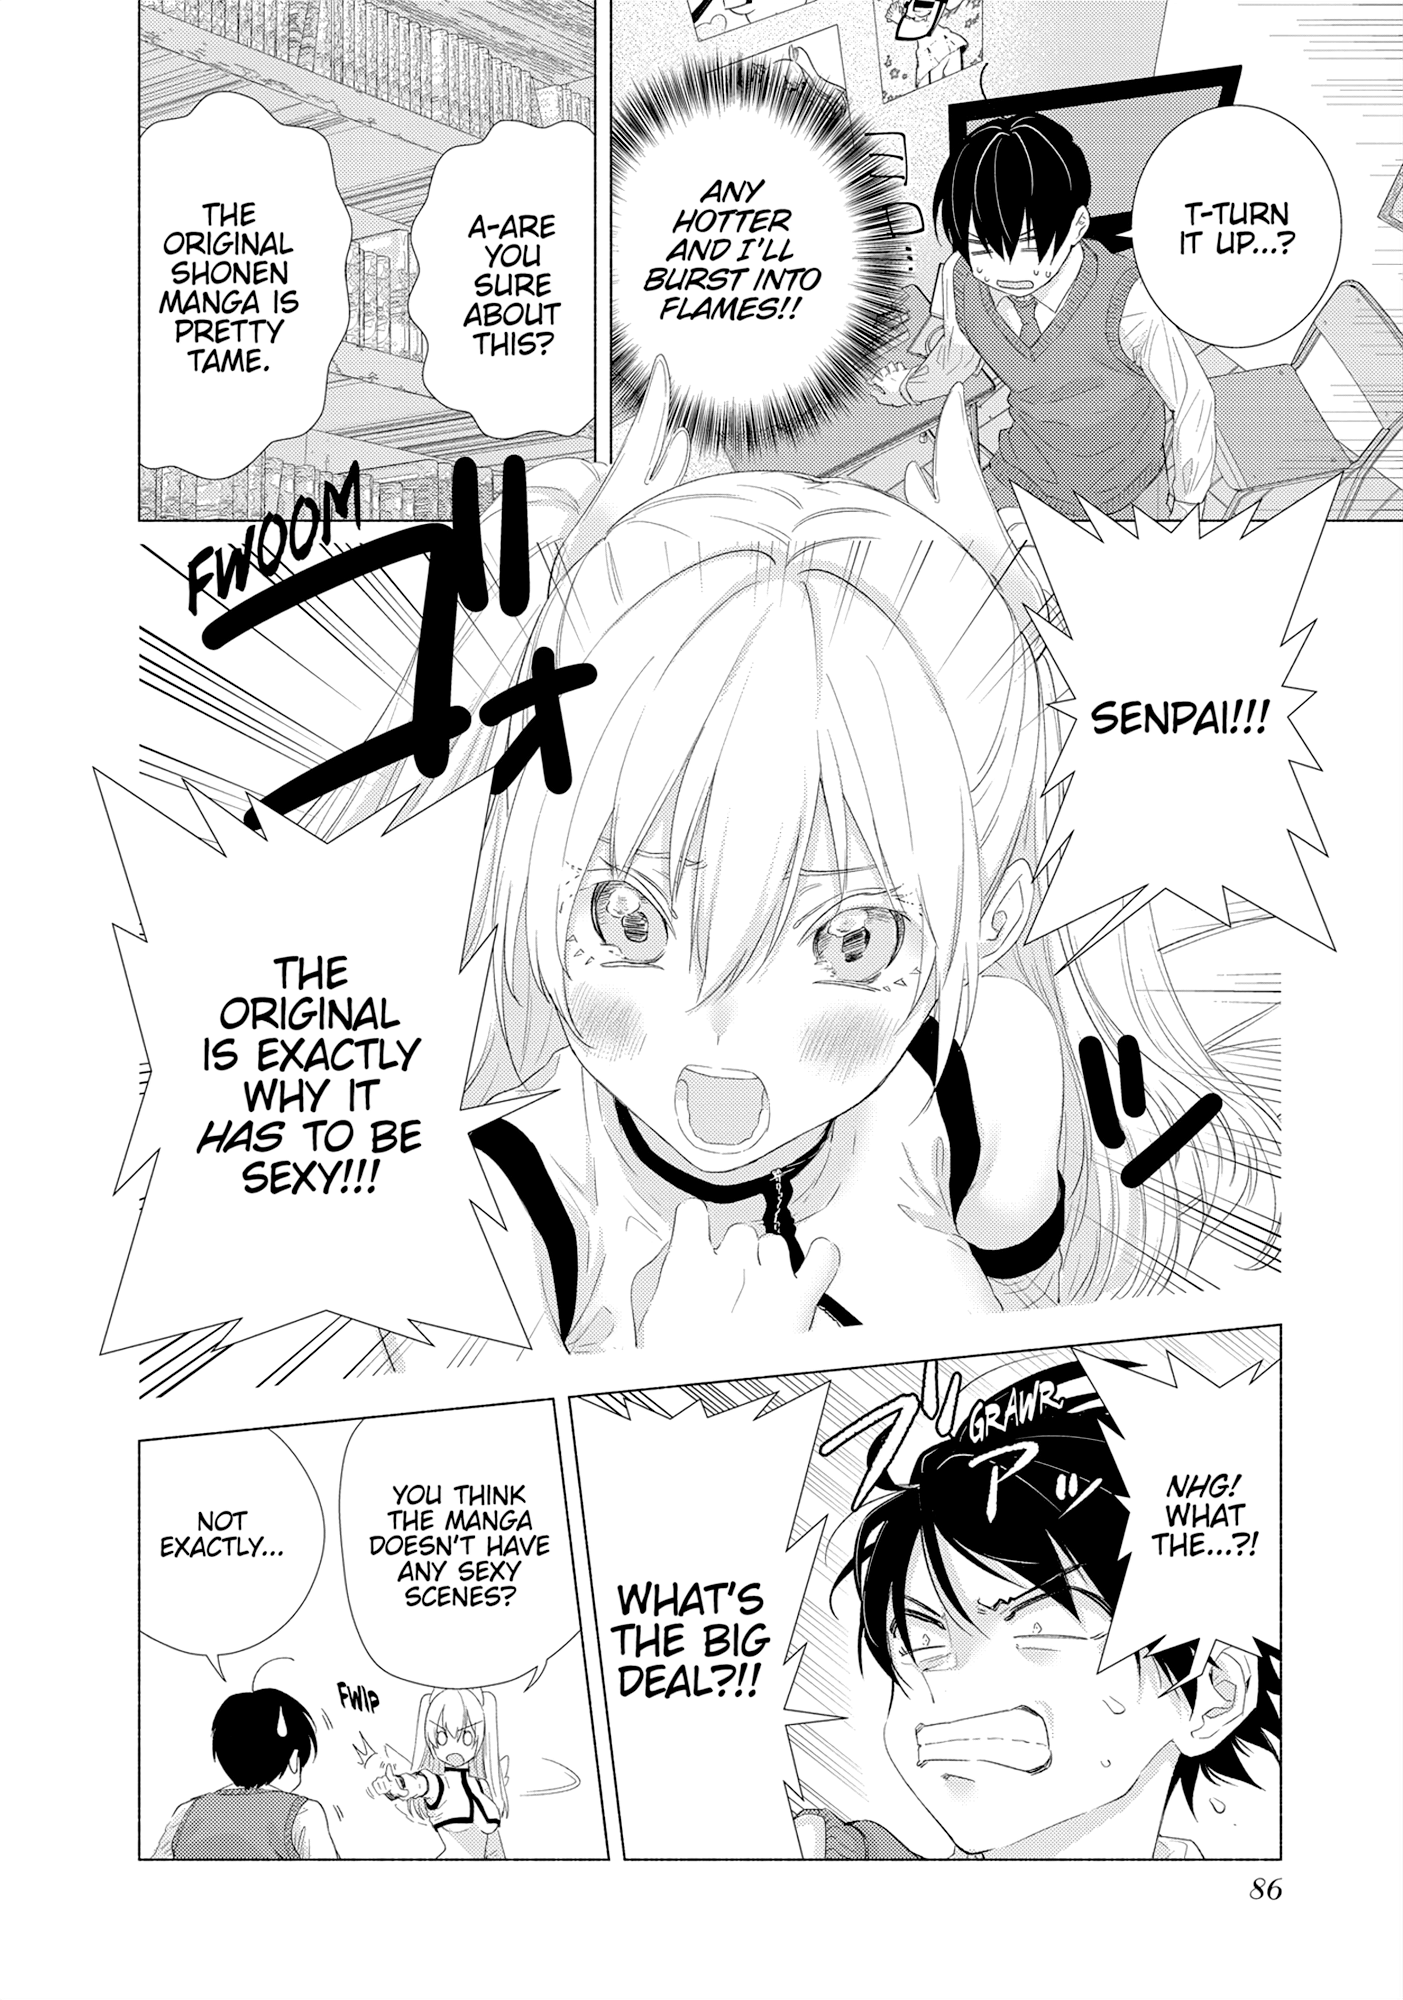 T-TURN
IT UP...?
ANY
HOTTER
AND I'LL
BURST INTO
FLAMES!!
A-ARE
YOU
SURE
ABOUT
THIS?
THE
ORIGINAL
SHONEN
MANGA IS
PRETTY
TAME.
SENPAI!!!
FWOOM
ブォッ
THE
ORIGINAL
IS EXACTLY
WHY IT
HAS TO BE
SEXY!!!
NHG!
WHAT
THE...?!
GRAWR
グアッ
WHAT'S
THE BIG
DEAL?!!
YOU THINK
THE MANGA
DOESN'T HAVE
ANY SEXY
SCENES?
FWIP
NOT
EXACTLY...
86